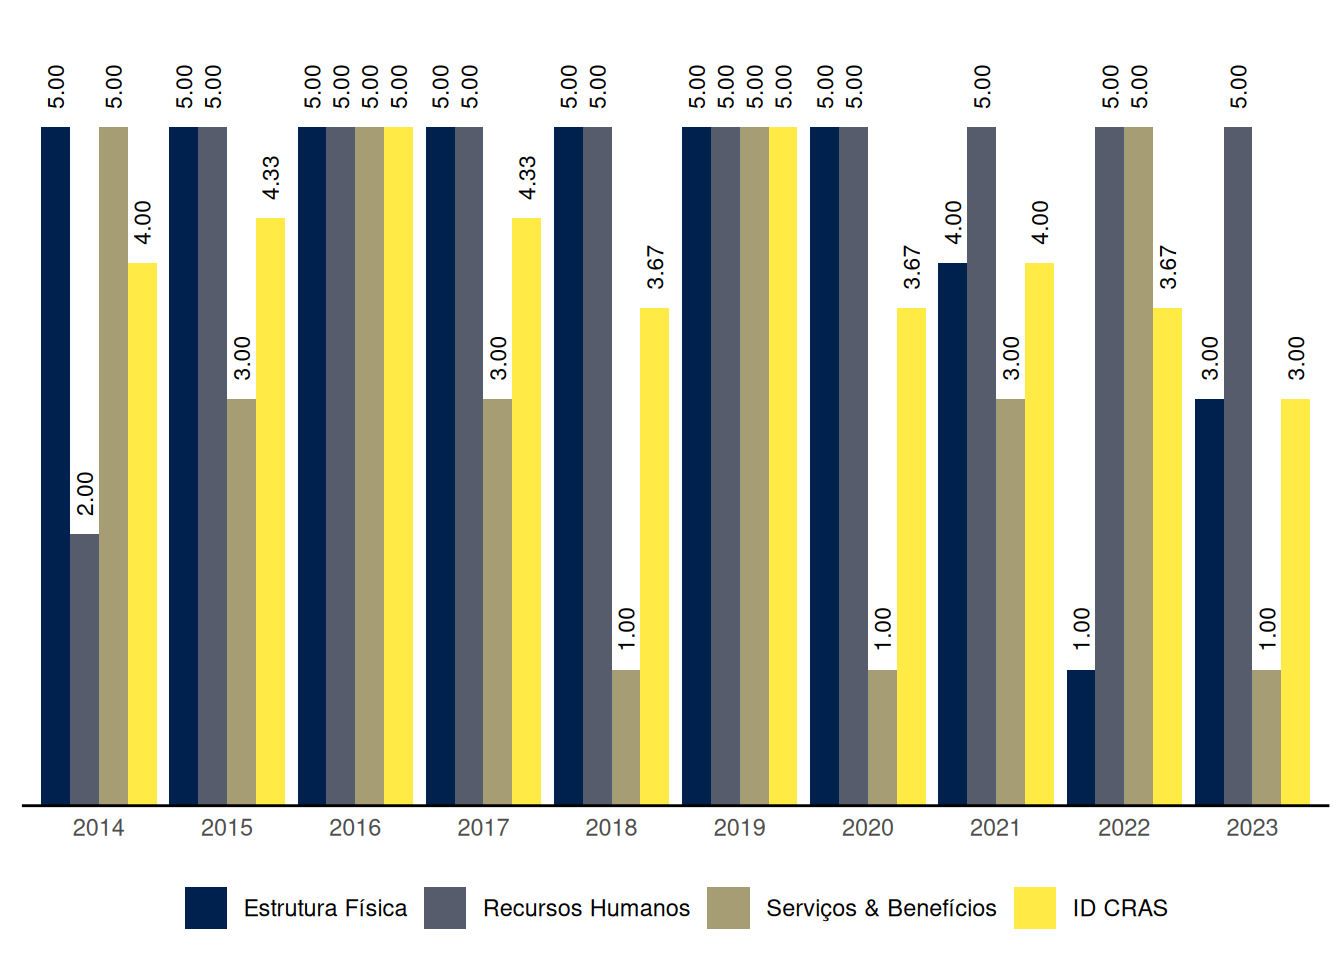 5.00 2.00 5.00 4.00
5.00 5.00 3.00 4.33
5.00 5.00 5.00 5.00
5.00 5.00 3.00 4.33
5.00 5.00 1.00 3.67
5.00 5.00 5.00 5.00
5.00 5.00 1.00 3.67
4.00 5.00 3.00 4.00
1.00 5.00 5.00 3.67
3.00 5.00 1.00 3.00
2014 2015 2016 2017 2018 2019 2020 2021 2022 2023
Estrutura Física Recursos Humanos Serviços & Benefícios ID CRAS